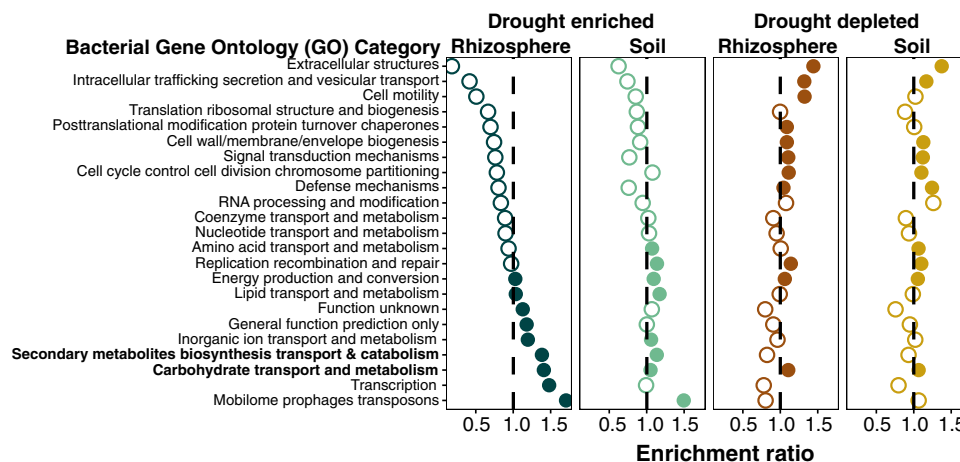 Drought enriched Drought depleted
Bacterial Gene Ontology (GO) Category Rhizosphere Soil Rhizosphere Soil
Extracellular structures
Intracellular trafficking secretion and vesicular transport
Cell motility
Translation ribosomal structure and biogenesis
Posttranslational modification protein turnover chaperones
Cell wall/membrane/envelope biogenesis
Signal transduction mechanisms
Cell cycle control cell division chromosome partitioning
Defense mechanisms
RNA processing and modification
Coenzyme transport and metabolism
Nucleotide transport and metabolism
Amino acid transport and metabolism
Replication recombination and repair
Energy production and conversion
Lipid transport and metabolism
Function unknown
General function prediction only
Inorganic ion transport and metabolism
Secondary metabolites biosynthesis transport & catabolism
Carbohydrate transport and metabolism
Transcription
Mobilome prophages transposons
0.5 1.0 1.5 0.5 1.0 1.5 0.5 1.0 1.5 0.5 1.0 1.5
Enrichment ratio